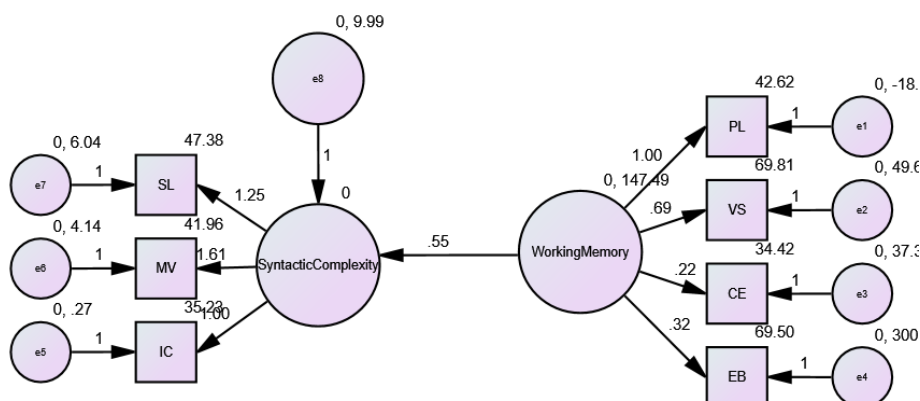 0, 9.99
e8
42.62
0, -18.
PL
1
e1
47.38
0, 6.04
1
SL
1
0
1.25
1.00
0, 147.49
69.81
0, 49.6
VS
1
e2
.69
e7
41.96
0, 4.14
1
MV
1.61
SyntacticComplexity
.55
WorkingMemory
34.42
0, 37.3
.22
CE
1
e3
e6
35.23
1.00
0, .27
1
IC
e5
.32
69.50
0, 300
EB
1
e4